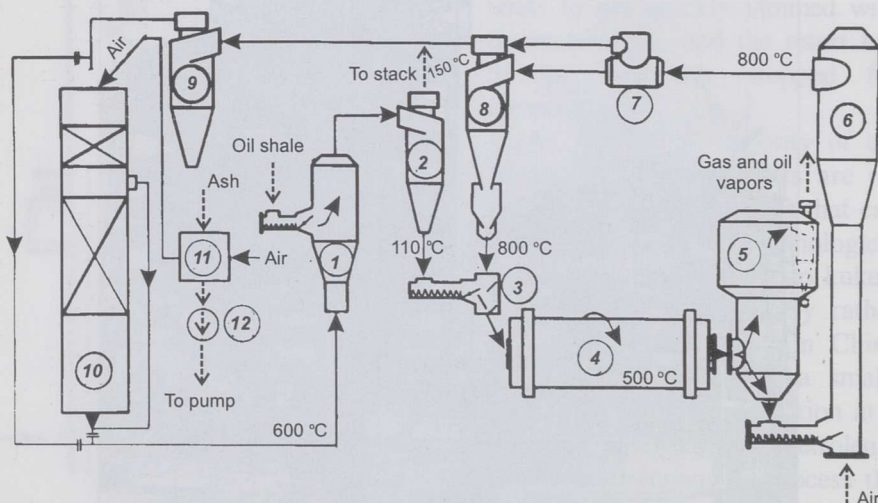 Air
9
To stack
150 °C
8
7
800 °C
6
2
Oil shale
Gas and oil
vapors
Ash
5
11
Air
1
110 °C
800 °C
3
12
4
10
500 °C
To pump
600 °C
Air